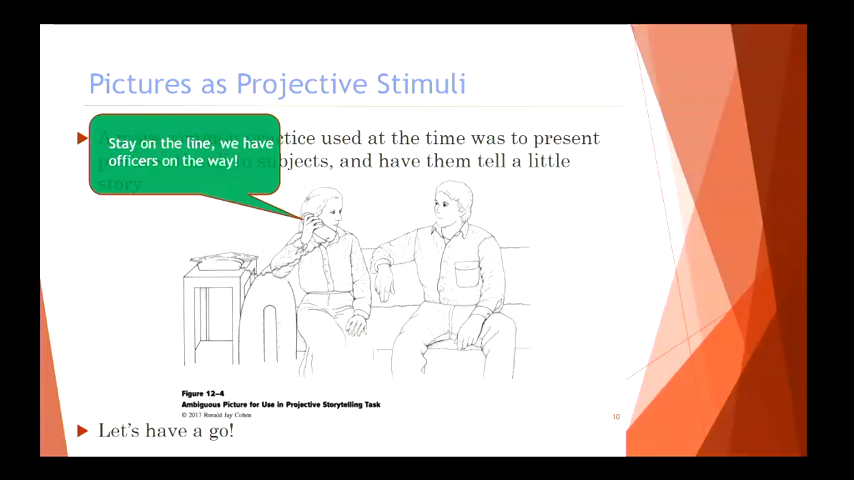 Pictures as Projective Stimuli
Stay on the line, we have
officers on the way!
practice used at the time was to present
subjects, and have them tell a little
story
Figure 12–4
Ambiguous Picture for Use in Projective Storytelling Task
© 2017 Ronald Jay Cohen
10
Let's have a go!